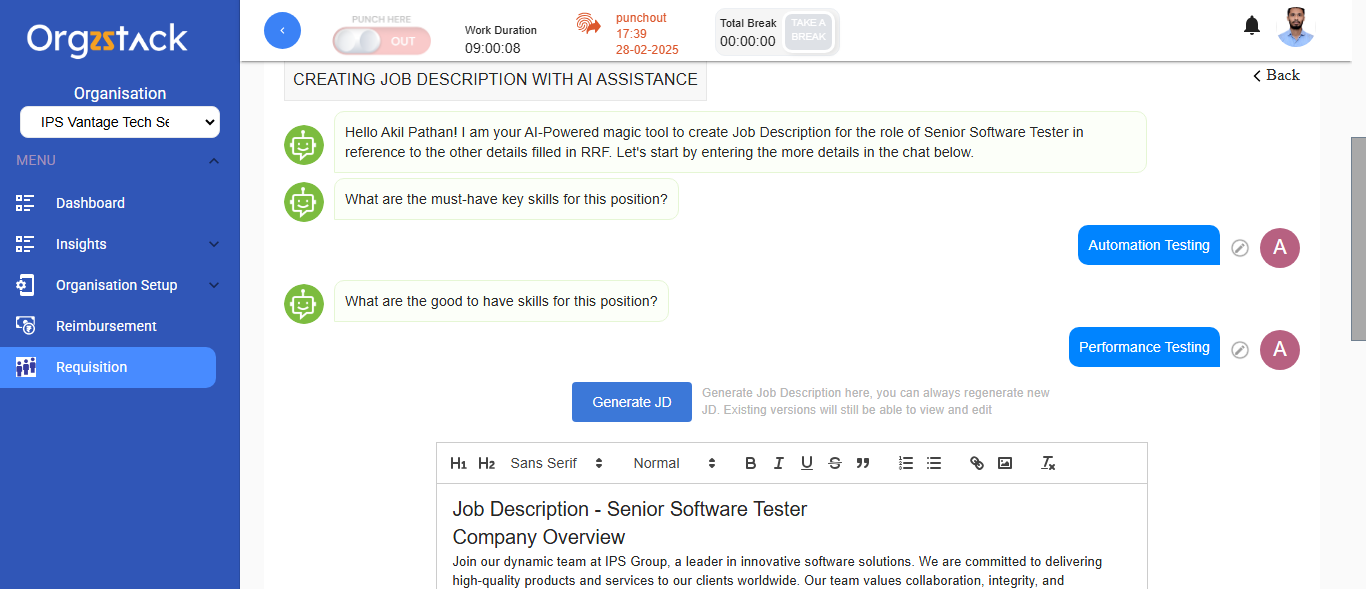 Orgzstack
Organisation
IPS Vantage Tech Se
MENU
Dashboard
Insights
Organisation Setup
Reimbursement
Requisition
PUNCH HERE
OUT
Work Duration
09:00:08
punchout
17:39
28-02-2025
Total Break
00:00:00
TAKE A
BREAK
CREATING JOB DESCRIPTION WITH AI ASSISTANCE
Back
Hello Akil Pathan! I am your AI-Powered magic tool to create Job Description for the role of Senior Software Tester in
reference to the other details filled in RRF. Let's start by entering the more details in the chat below.
What are the must-have key skills for this position?
Automation Testing
A
What are the good to have skills for this position?
Performance Testing
A
Generate JD
Generate Job Description here, you can always regenerate new
JD. Existing versions will still be able to view and edit
H1 H2 Sans Serif Normal B I U S
Job Description - Senior Software Tester
Company Overview
Join our dynamic team at IPS Group, a leader in innovative software solutions. We are committed to delivering
high-quality products and services to our clients worldwide. Our team values collaboration, integrity, and